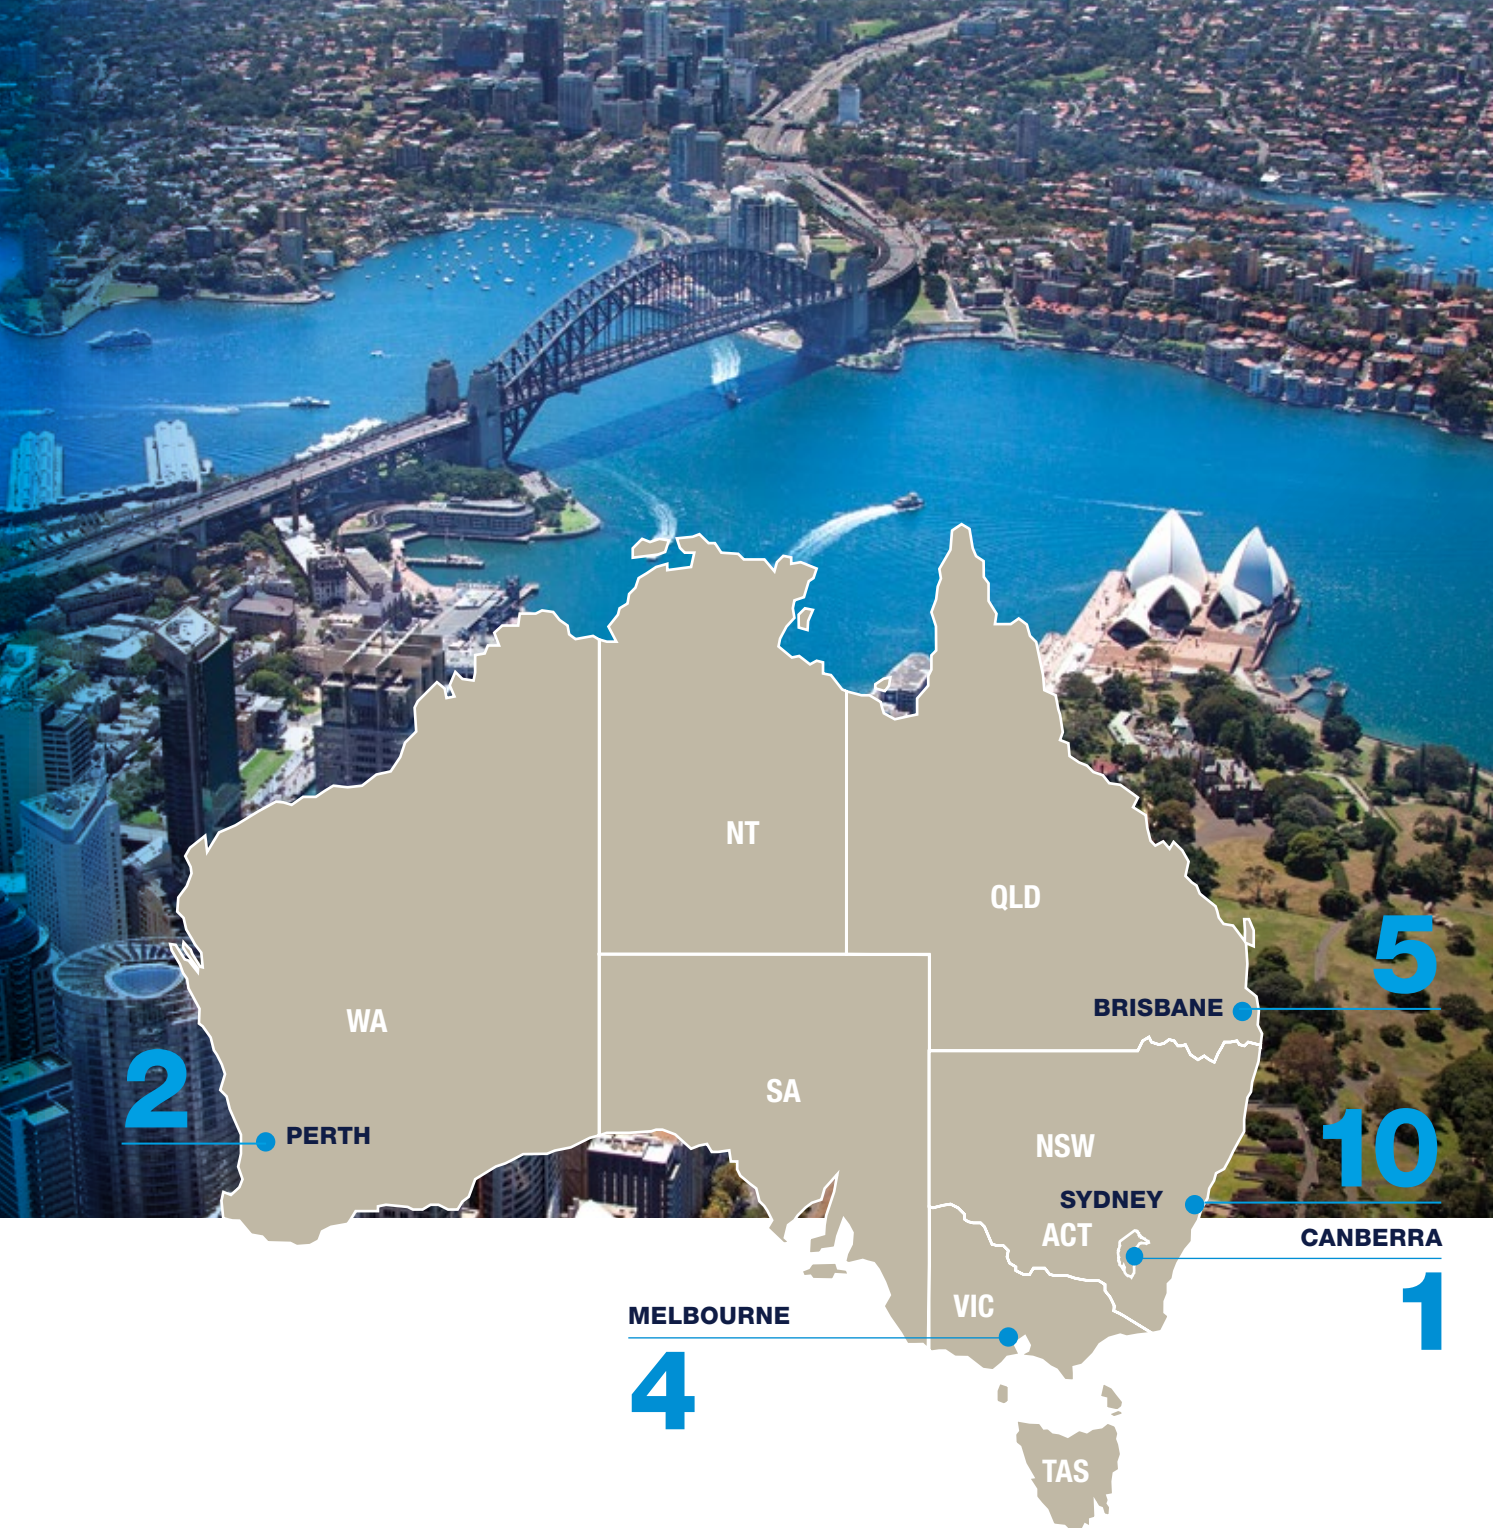 NT
QLD
5
BRISBANE
WA
2
PERTH
SA
NSW
10
SYDNEY
ACT
CANBERRA
1
VIC
MELBOURNE
4
TAS